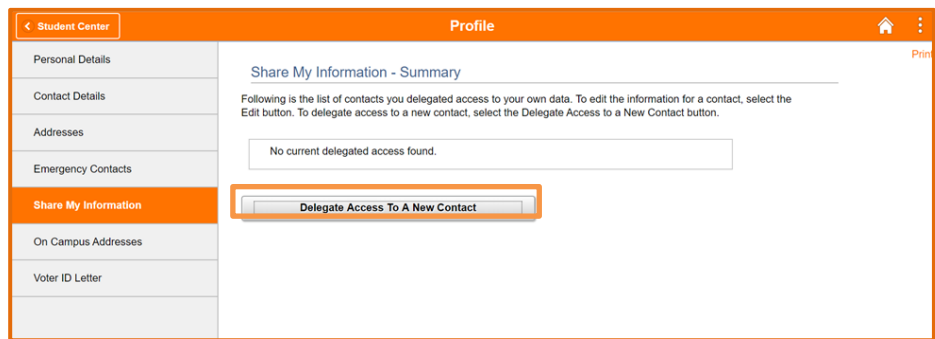 Student Center
Profile
Print
Personal Details
Contact Details
Addresses
Emergency Contacts
Share My Information
On Campus Addresses
Voter ID Letter
Share My Information - Summary
Following is the list of contacts you delegated access to your own data. To edit the information for a contact, select the
Edit button. To delegate access to a new contact, select the Delegate Access to a New Contact button.
No current delegated access found.
Delegate Access To A New Contact